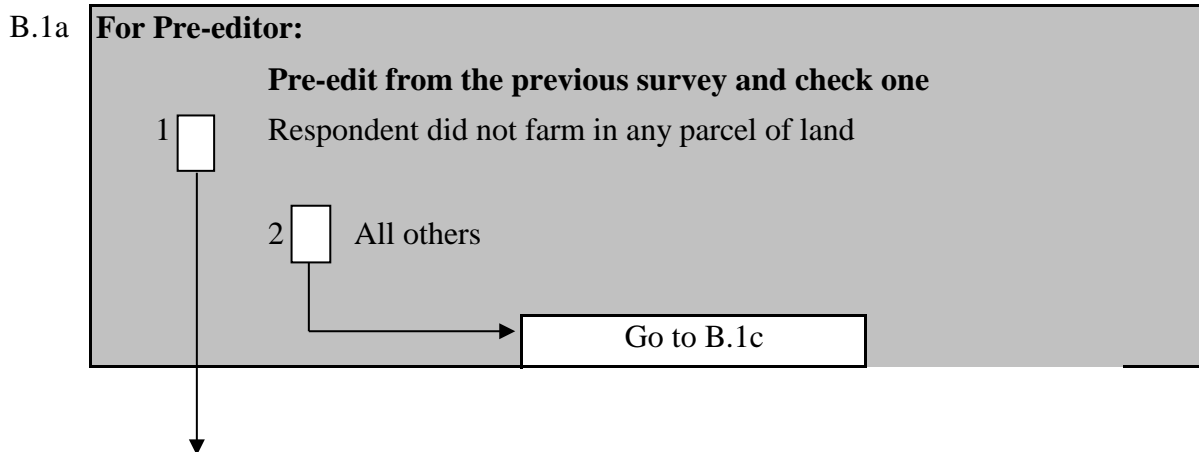 B.1a For Pre-editor:
Pre-edit from the previous survey and check one
1 Respondent did not farm in any parcel of land
2 All others
Go to B.1c